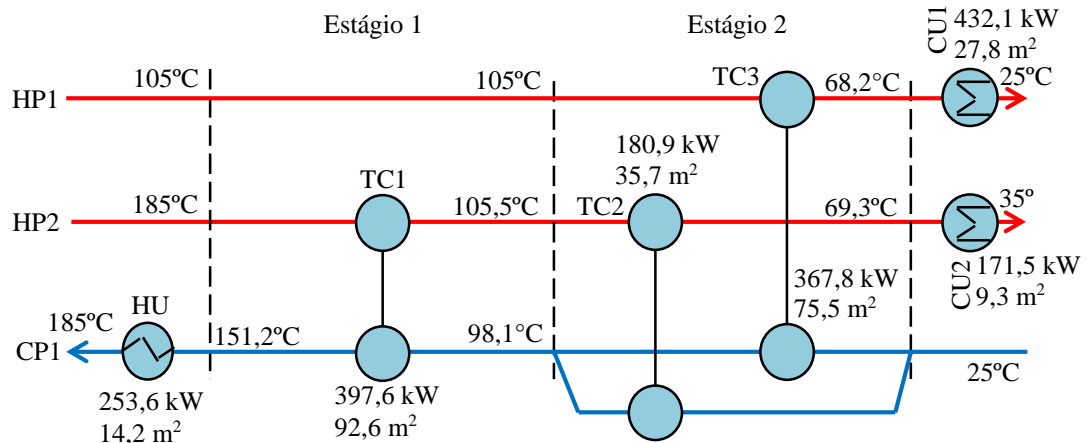 Estágio 1
Estágio 2
CU1
432,1 kW
27,8 m²
HP1
105ºC
105ºC
TC3
68,2°C
25ºC
180,9 kW
35,7 m²
HP2
185ºC
TC1
105,5ºC
TC2
69,3ºC
35º
CU2
171,5 kW
9,3 m²
367,8 kW
75,5 m²
HU
CP1
185ºC
151,2ºC
98,1°C
25ºC
253,6 kW
14,2 m²
397,6 kW
92,6 m²